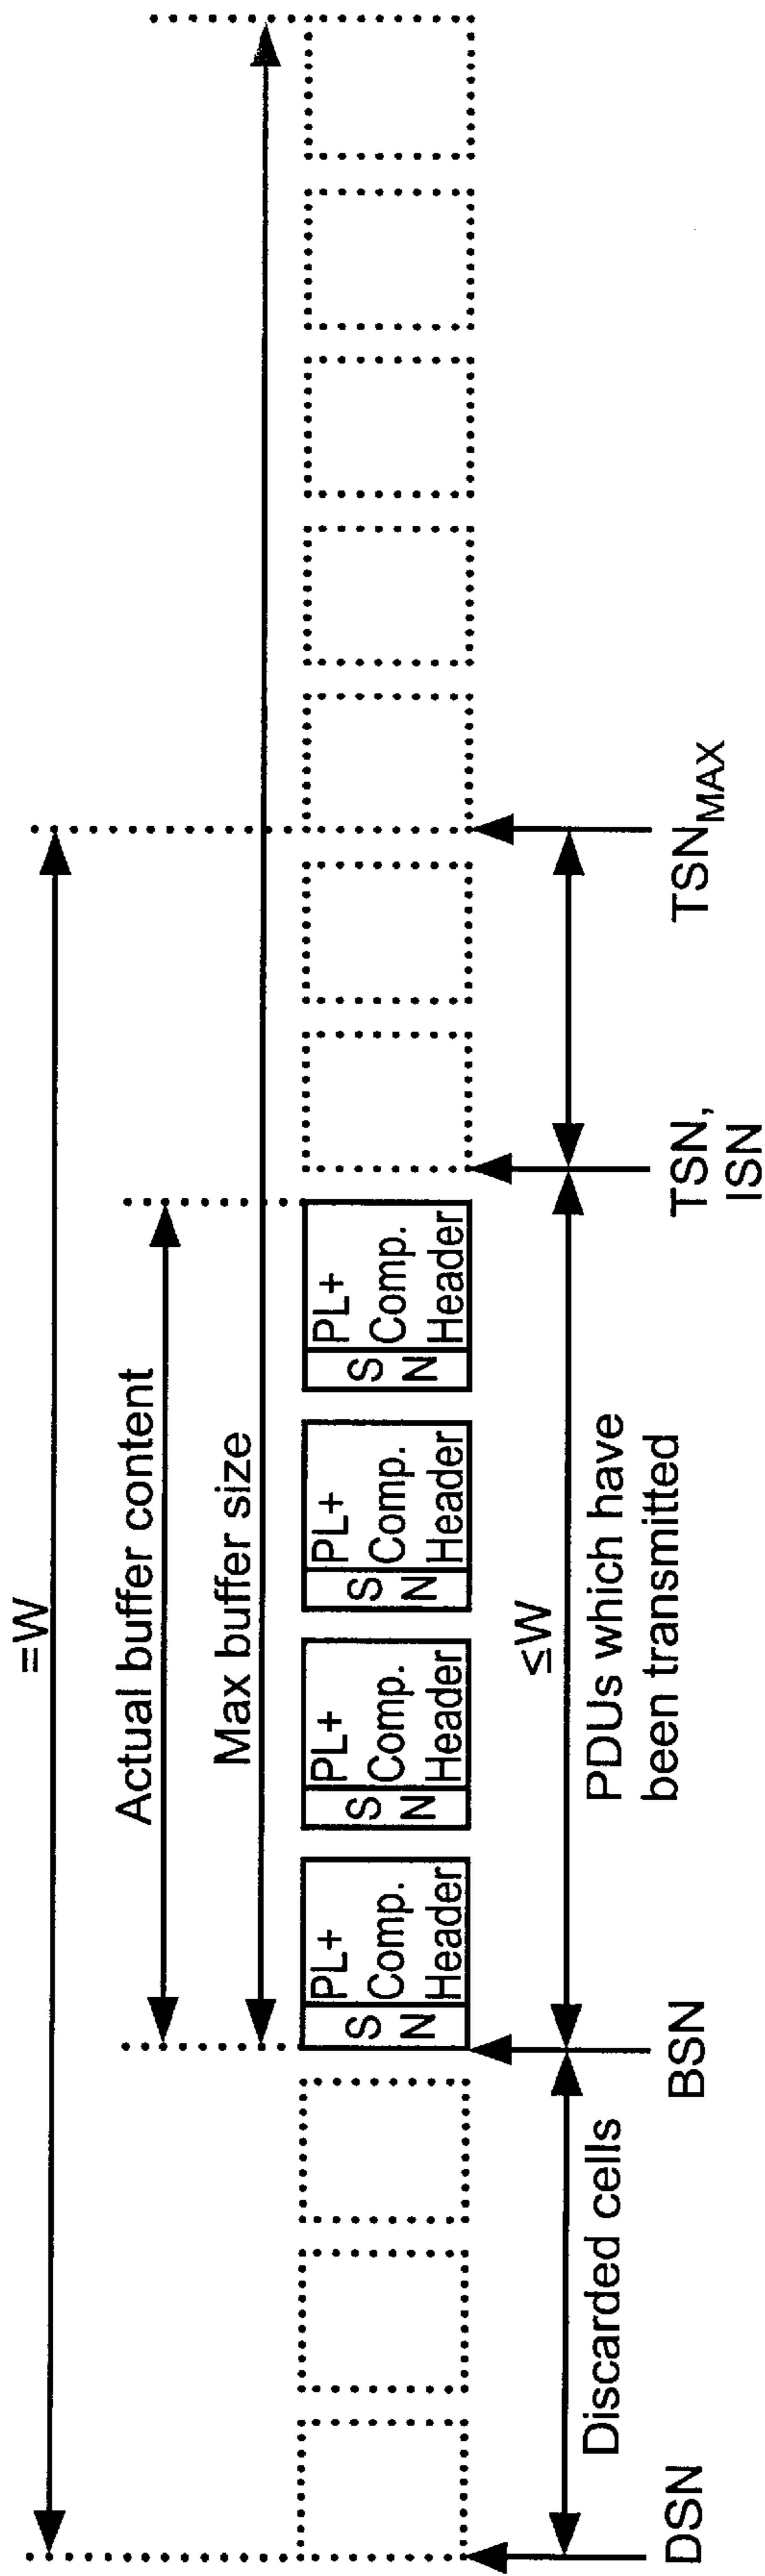 =W
Actual buffer content
Max buffer size
S
N
PL+
Comp.
Header
S
N
PL+
Comp.
Header
S
N
PL+
Comp.
Header
S
N
PL+
Comp.
Header
≤W
Discarded cells
PDUs which have
been transmitted
DSN
BSN
TSN,
ISN
TSN_MAX